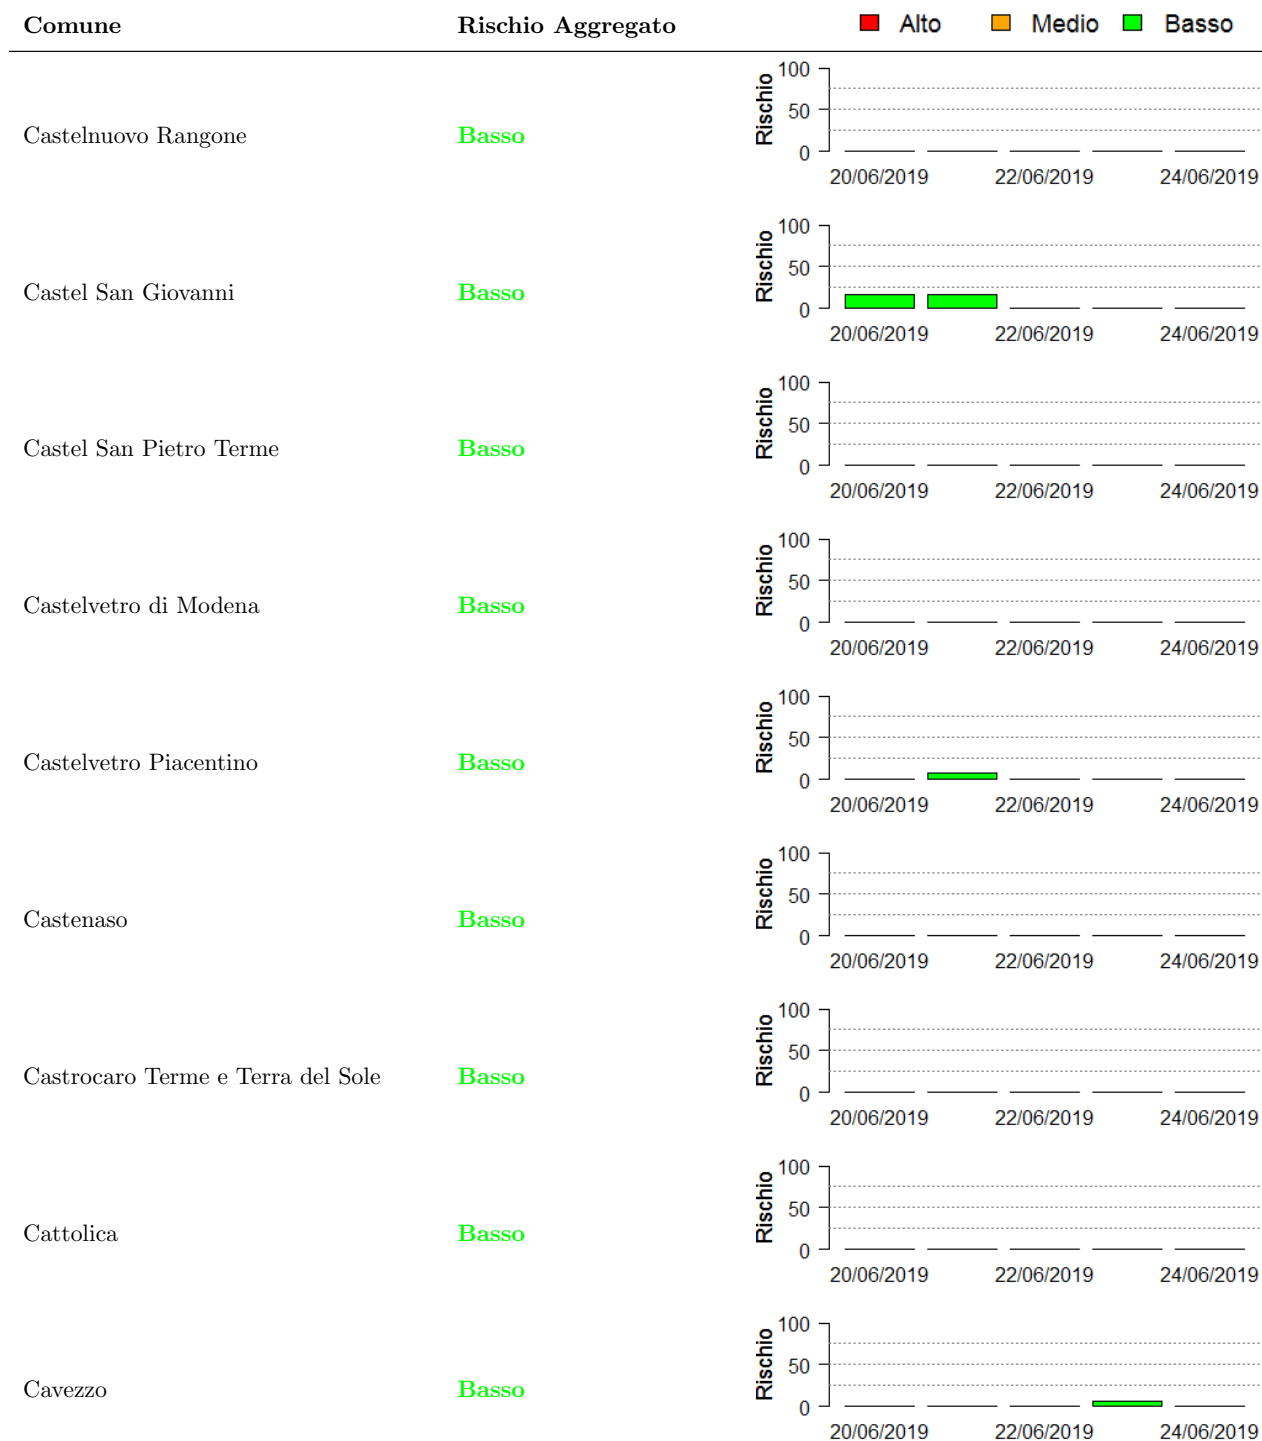 Comune Rischio Aggregato Alto Medio Basso
Castelnuovo Rangone Basso
Rischio
100
50
0
20/06/2019 22/06/2019 24/06/2019
Castel San Giovanni Basso
Rischio
100
50
0
20/06/2019 22/06/2019 24/06/2019
Castel San Pietro Terme Basso
Rischio
100
50
0
20/06/2019 22/06/2019 24/06/2019
Castelvetro di Modena Basso
Rischio
100
50
0
20/06/2019 22/06/2019 24/06/2019
Castelvetro Piacentino Basso
Rischio
100
50
0
20/06/2019 22/06/2019 24/06/2019
Castenaso Basso
Rischio
100
50
0
20/06/2019 22/06/2019 24/06/2019
Castrocaro Terme e Terra del Sole Basso
Rischio
100
50
0
20/06/2019 22/06/2019 24/06/2019
Cattolica Basso
Rischio
100
50
0
20/06/2019 22/06/2019 24/06/2019
Cavezzo Basso
Rischio
100
50
0
20/06/2019 22/06/2019 24/06/2019